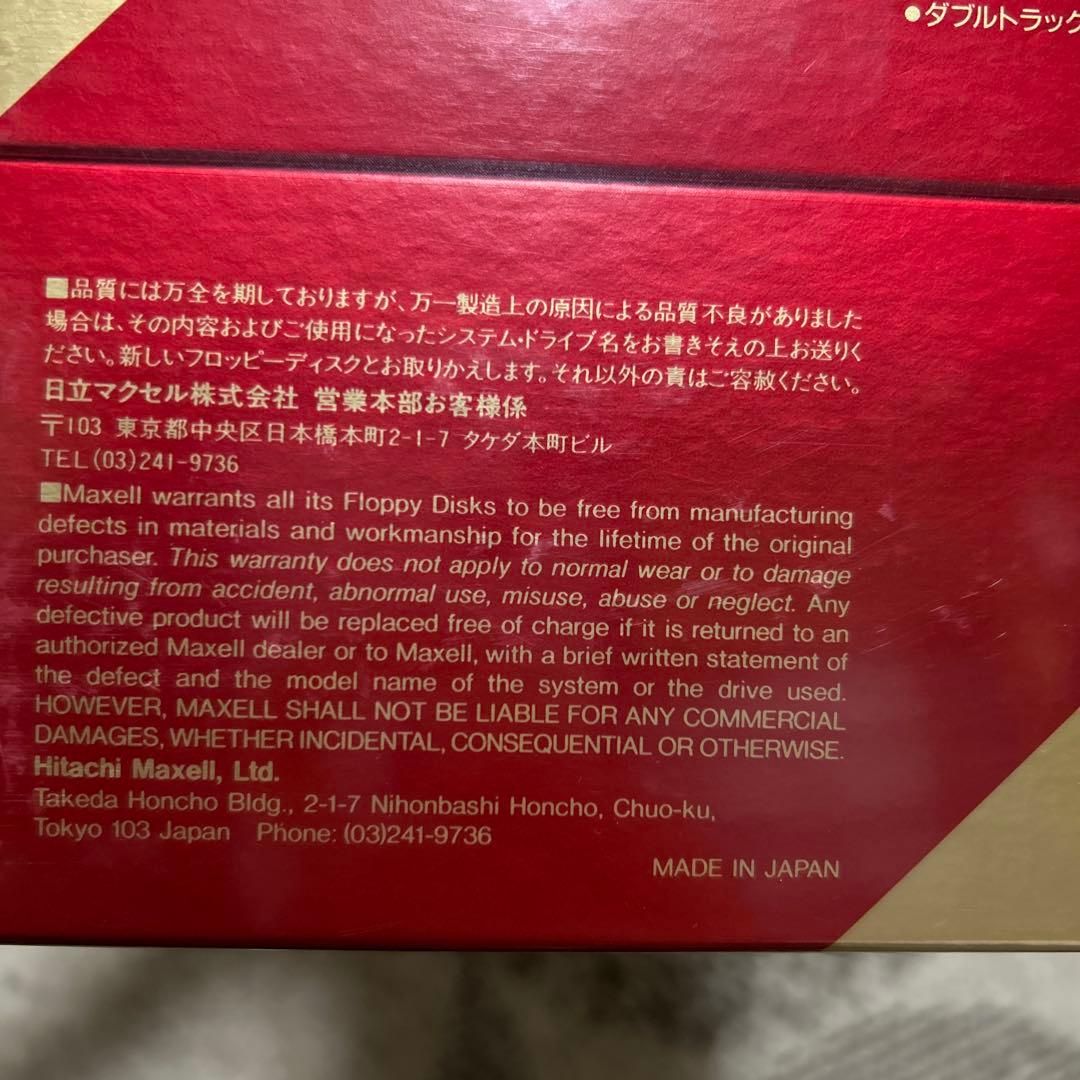 ●ダブルトラック
■品質には万全を期しておりますが、万一製造上の原因による品質不良がありました
場合は、その内容およびご使用になったシステム・ドライブ名をお書きそえの上お送りく
ださい。新しいフロッピーディスクとお取りかえします。それ以外の責はご容赦ください。
日立マクセル株式会社 営業本部お客様係
〒103 東京都中央区日本橋本町2-1-7 タケダ本町ビル
TEL(03)241-9736
■Maxell warrants all its Floppy Disks to be free from manufacturing
defects in materials and workmanship for the lifetime of the original
purchaser. This warranty does not apply to normal wear or to damage
resulting from accident, abnormal use, misuse, abuse or neglect. Any
defective product will be replaced free of charge if it is returned to an
authorized Maxell dealer or to Maxell, with a brief written statement of
the defect and the model name of the system or the drive used.
HOWEVER, MAXELL SHALL NOT BE LIABLE FOR ANY COMMERCIAL
DAMAGES, WHETHER INCIDENTAL, CONSEQUENTIAL OR OTHERWISE.
Hitachi Maxell, Ltd.
Takeda Honcho Bldg., 2-1-7 Nihonbashi Honcho, Chuo-ku,
Tokyo 103 Japan Phone: (03)241-9736
MADE IN JAPAN